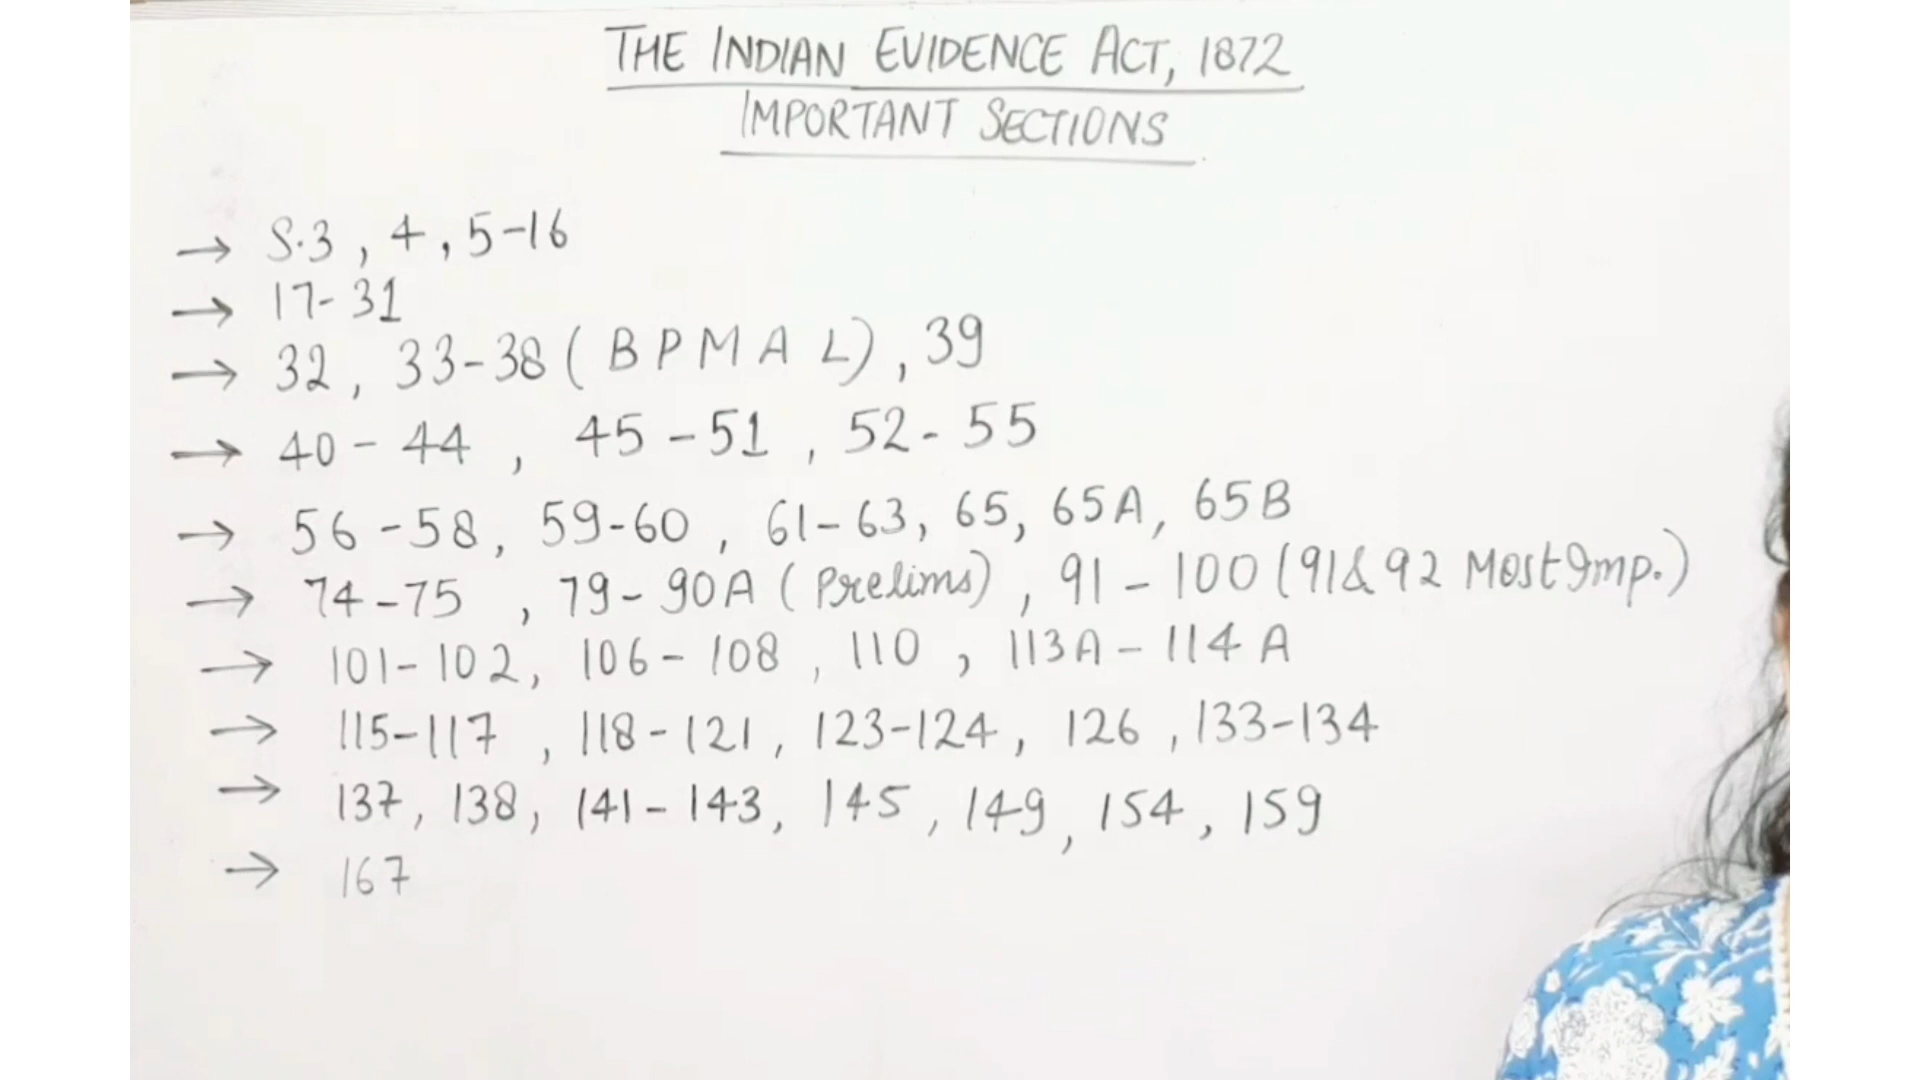 THE INDIAN EVIDENCE ACT, 1872
IMPORTANT SECTIONS
→ S.3, 4, 5-16
→ 17-31
→ 32, 33-38 (B P M A L), 39
→ 40-44, 45-51, 52-55
→ 56-58, 59-60, 61-63, 65, 65A, 65B
→ 74-75, 79-90A (Prelims), 91-100 (91 & 92 Most Imp.)
→ 101-102, 106-108, 110, 113A-114A
→ 115-117, 118-121, 123-124, 126, 133-134
→ 137, 138, 141-143, 145, 149, 154, 159
→ 167